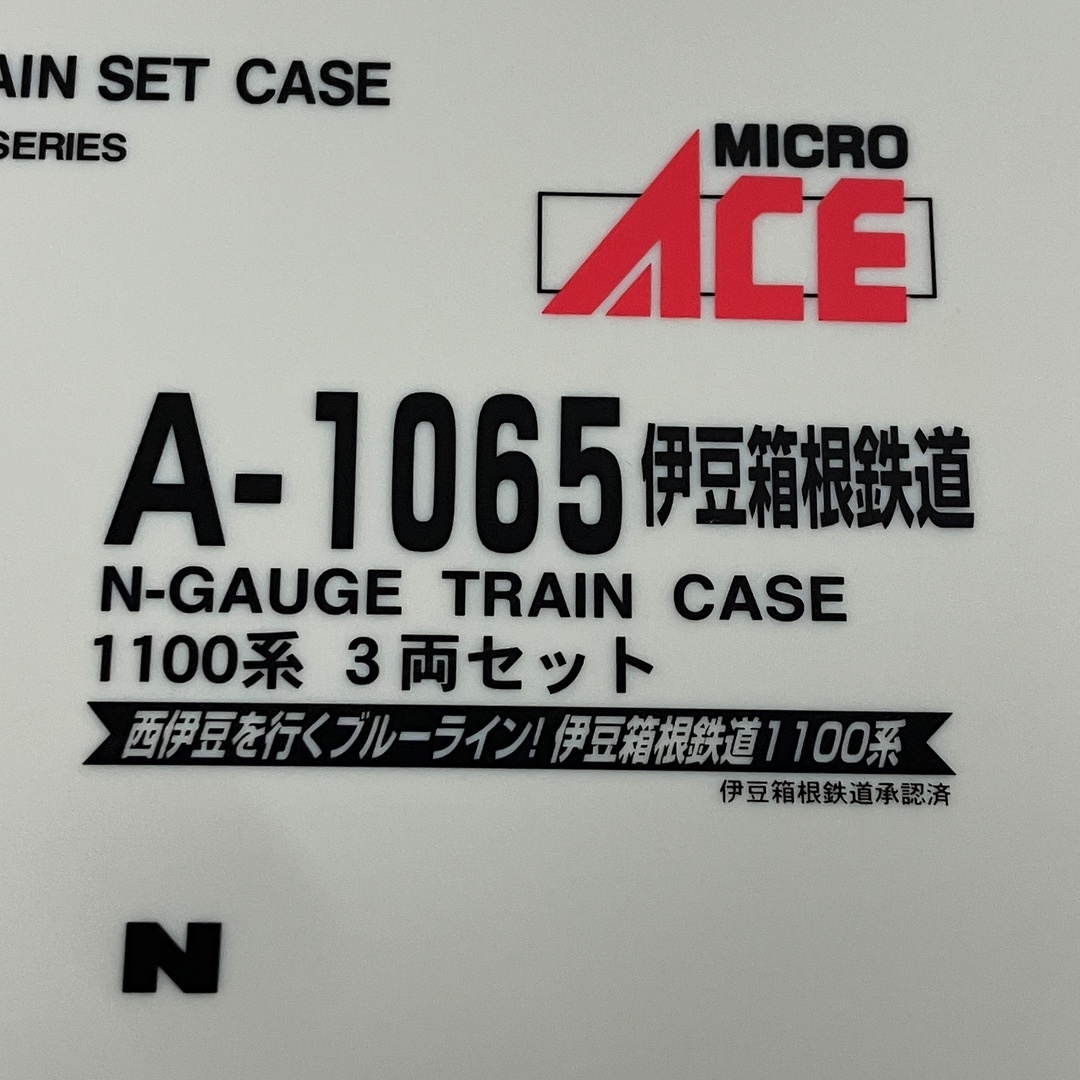 AIN SET CASE
SERIES
MICRO
ACE
A-1065 伊豆箱根鉄道
N-GAUGE TRAIN CASE
1100系 3両セット
西伊豆を行くブルーライン! 伊豆箱根鉄道1100系
伊豆箱根鉄道承認済
N